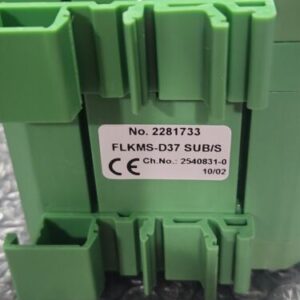 No. 2281733
FLKMS-D37 SUB/S
CE Ch.No.: 2540831-0
10/02